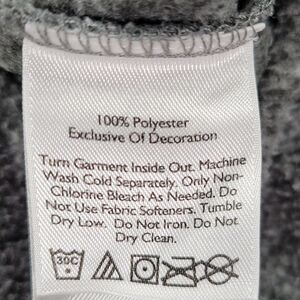 100% Polyester
Exclusive Of Decoration
Turn Garment Inside Out. Machine
Wash Cold Separately. Only Non-
Chlorine Bleach As Needed. Do
Not Use Fabric Softeners. Tumble
Dry Low. Do Not Iron. Do Not
Dry Clean.
30C